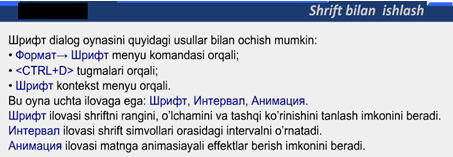 Shrift bilan ishlash
Шрифт dialog oynasini quyidagi usullar bilan ochish mumkin:
• Формат→ Шрифт menyu komandasi orqali;
• <CTRL+D> tugmalari orqali;
• Шрифт kontekst menyu orqali.
Bu oyna uchta ilovaga ega: Шрифт, Интервал, Анимация.
Шрифт ilovasi shriftni rangini, o’lchamini va tashqi ko’rinishini tanlash imkonini beradi.
Интервал ilovasi shrift simvollari orasidagi intervalni o’rnatadi.
Анимация ilovasi matnga animasiayali effektlar berish imkonini beradi.